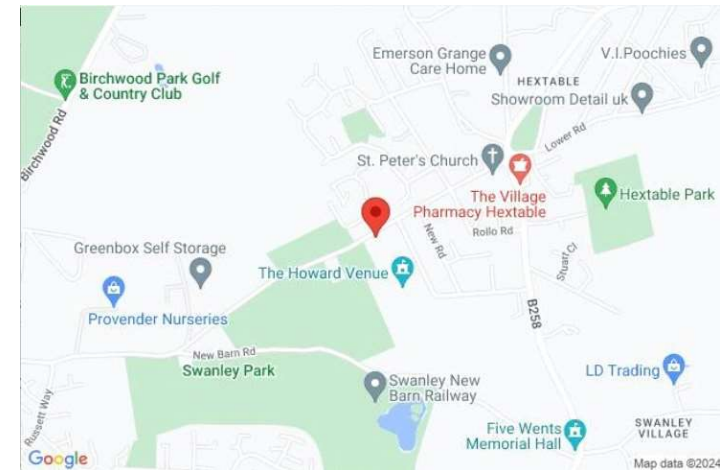 Emerson Grange
Care Home
V.I.Poochies
HEXTABLE
Showroom Detail uk
Birchwood Park Golf
& Country Club
Birchwood Rd
Lower Rd
St. Peter's Church
The Village
Pharmacy Hextable
Hextable Park
New Rd
Rollo Rd
Stuart Cl
Greenbox Self Storage
The Howard Venue
Provender Nurseries
B258
New Barn Rd
Swanley Park
LD Trading
Swanley New
Barn Railway
Russett Way
Five Wents
Memorial Hall
SWANLEY
VILLAGE
Google
Map data ©2024